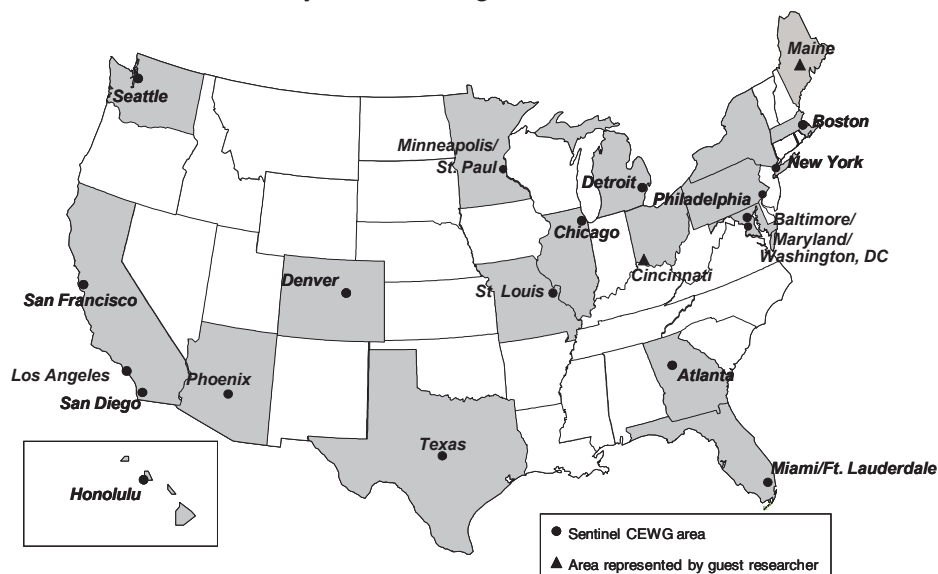 Maine
Seattle
Boston
Minneapolis/
St. Paul
New York
Detroit
Philadelphia
Baltimore/
Maryland/
Washington, DC
Chicago
Cincinnati
Denver
St Louis
San Francisco
Los Angeles
Phoenix
San Diego
Atlanta
Texas
Miami/Ft. Lauderdale
Honolulu
Sentinel CEWG area
Area represented by guest researcher